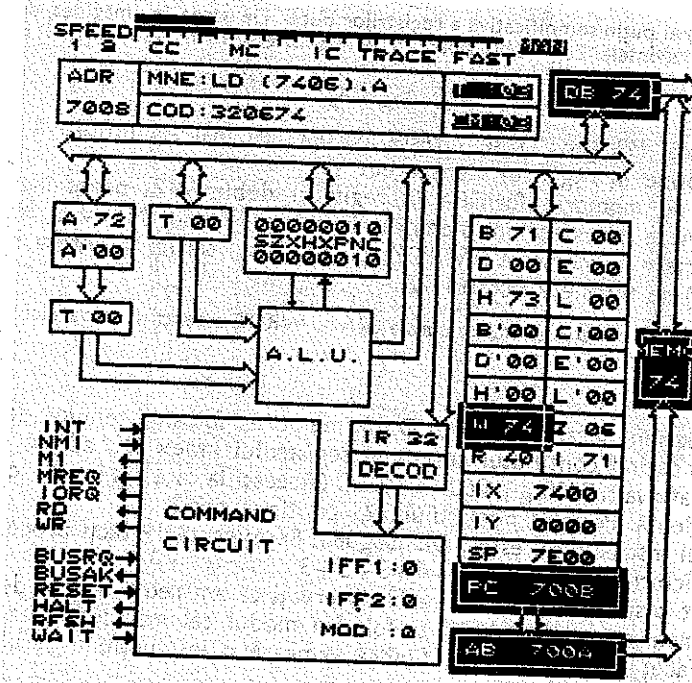 SPEED
1 2 CC MC IC TRACE FAST
ADR MNE:LD (7406),A
7008 COD:320674
DB 74
A 72
A'00
T 00
00000010
SZXHXPNC
00000010
T 00
A.L.U.
B 71 C 00
D 00 E 00
H 73 L 00
B'00 C'00
D'00 E'00
H'00 L'00
W 74 Z 06
R 40 I 71
IX 7400
IY 0000
SP 7E00
PC 700B
AB 700A
MEMO
74
IR 32
DECOD
INT
NMI
M1
MREQ
IORQ
RD
WR
BUSRQ
BUSAK
RESET
HALT
RFSH
WAIT
COMMAND
CIRCUIT
IFF1:0
IFF2:0
MOD :0